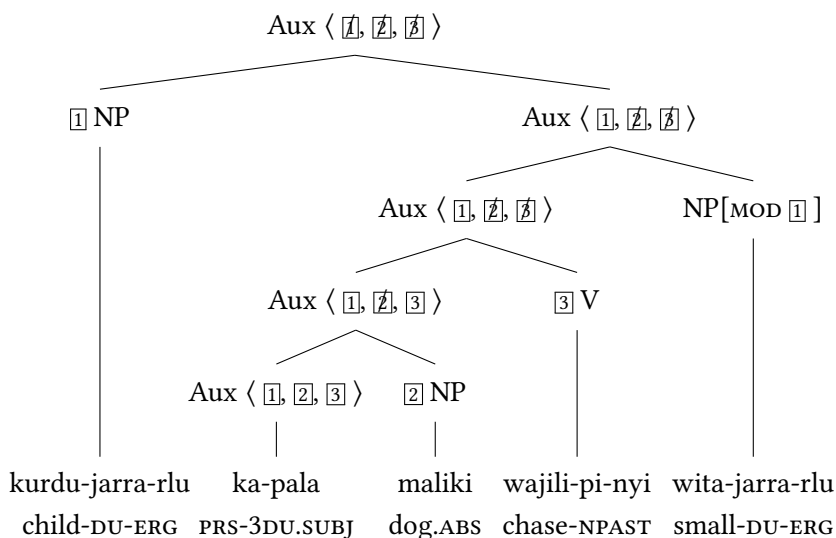 Aux ⟨ 1̸, 2̸, 3̸ ⟩
1 NP Aux ⟨ 1, 2̸, 3̸ ⟩
Aux ⟨ 1, 2̸, 3̸ ⟩ NP[MOD 1 ]
Aux ⟨ 1, 2̸, 3 ⟩ 3 V
Aux ⟨ 1, 2, 3 ⟩ 2 NP
kurdu-jarra-rlu ka-pala maliki wajili-pi-nyi wita-jarra-rlu
child-DU-ERG PRS-3DU.SUBJ dog.ABS chase-NPAST small-DU-ERG